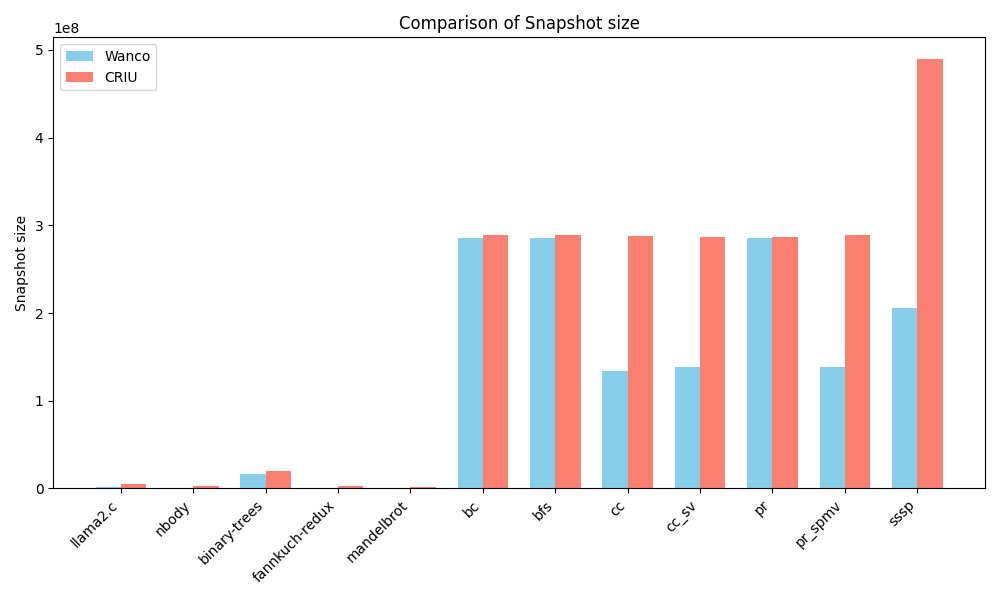 Comparison of Snapshot size
1e8
Wanco
CRIU
Snapshot size
5
4
3
2
1
0
llama2.c
nbody
binary-trees
fannkuch-redux
mandelbrot
bc
bfs
cc
cc_sv
pr
pr_spmv
sssp